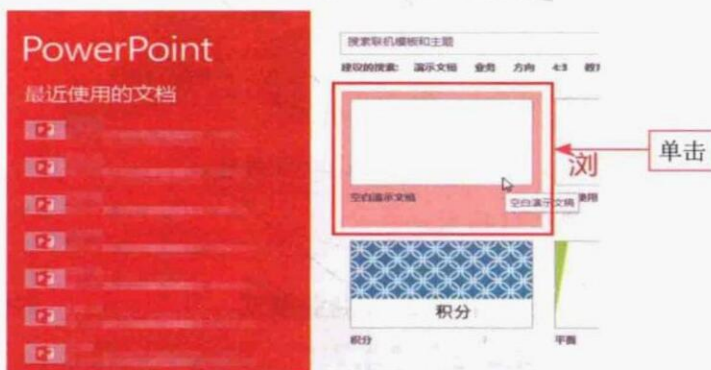 PowerPoint
最近使用的文档
搜索联机模板和主题
建议的搜索: 演示文稿 业务 方向 4:3
空白演示文稿
空白演示文稿
单击
浏
使用
积分
积分
平面